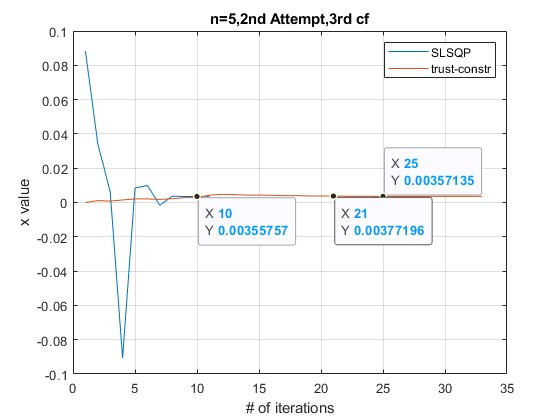 n=5,2nd Attempt,3rd cf
SLSQP
trust-constr
X 25
Y 0.00357135
X 10
Y 0.00355757
X 21
Y 0.00377196
x value
0.1
0.08
0.06
0.04
0.02
0
-0.02
-0.04
-0.06
-0.08
-0.1
0 5 10 15 20 25 30 35
# of iterations